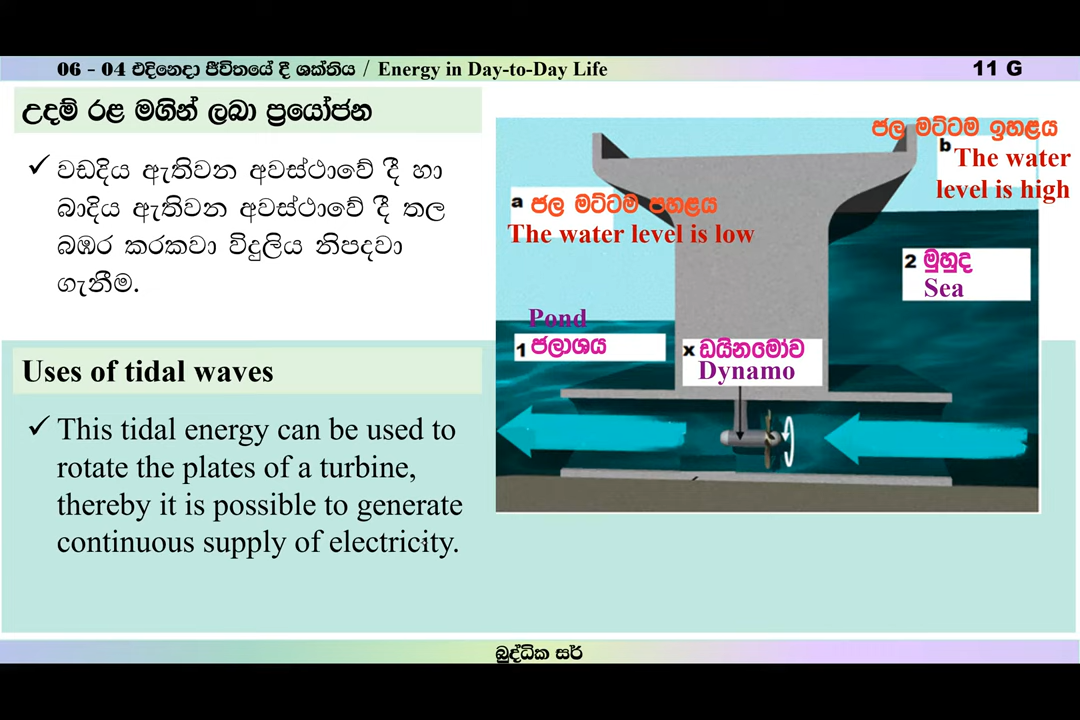 06 - 04 එදිනෙදා ජීවිතයේ දී ශක්තිය / Energy in Day-to-Day Life
11 G
උදම් රළ මගින් ලබා ප්‍රයෝජන
✓ වඩදිය ඇතිවන අවස්ථාවේ දී හා
බාදිය ඇතිවන අවස්ථාවේ දී තල
බඹර කරකවා විදුලිය නිපදවා
ගැනීම.
Uses of tidal waves
✓ This tidal energy can be used to
rotate the plates of a turbine,
thereby it is possible to generate
continuous supply of electricity.
ජල මට්ටම ඉහළය
b The water
level is high
a ජල මට්ටම පහළය
The water level is low
2 මුහුද
Sea
Pond
1 ජලාශය
x ඩයිනමෝව
Dynamo
බුද්ධික සර්